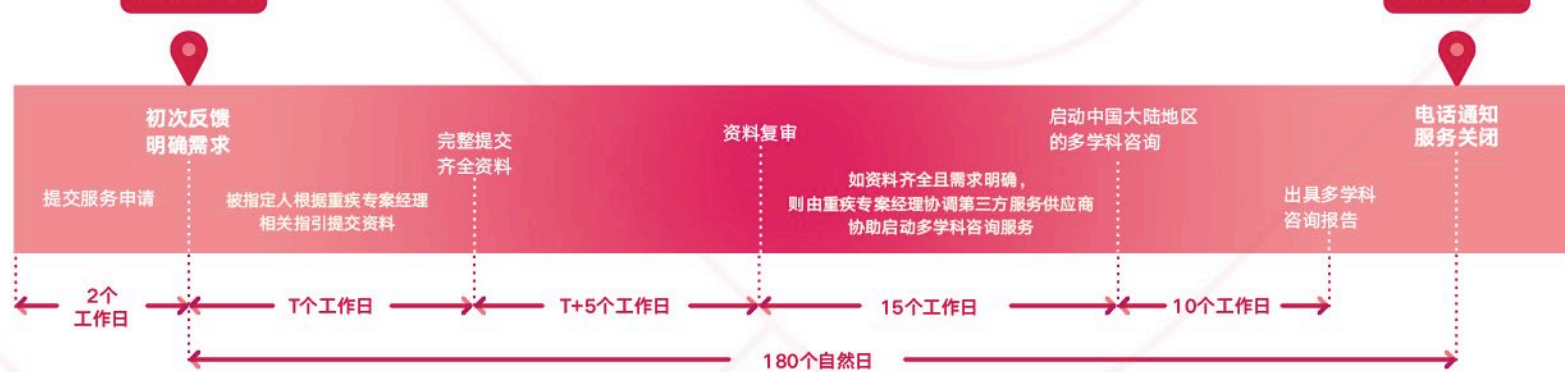 初次反馈
明确需求
完整提交
齐全资料
资料复审
启动中国大陆地区
的多学科咨询
电话通知
服务关闭
提交服务申请
被指定人根据重疾专案经理
相关指引提交资料
如资料齐全且需求明确，
则由重疾专案经理协调第三方服务供应商
协助启动多学科咨询服务
出具多学科
咨询报告
2个
工作日
T个工作日
T+5个工作日
15个工作日
10个工作日
180个自然日